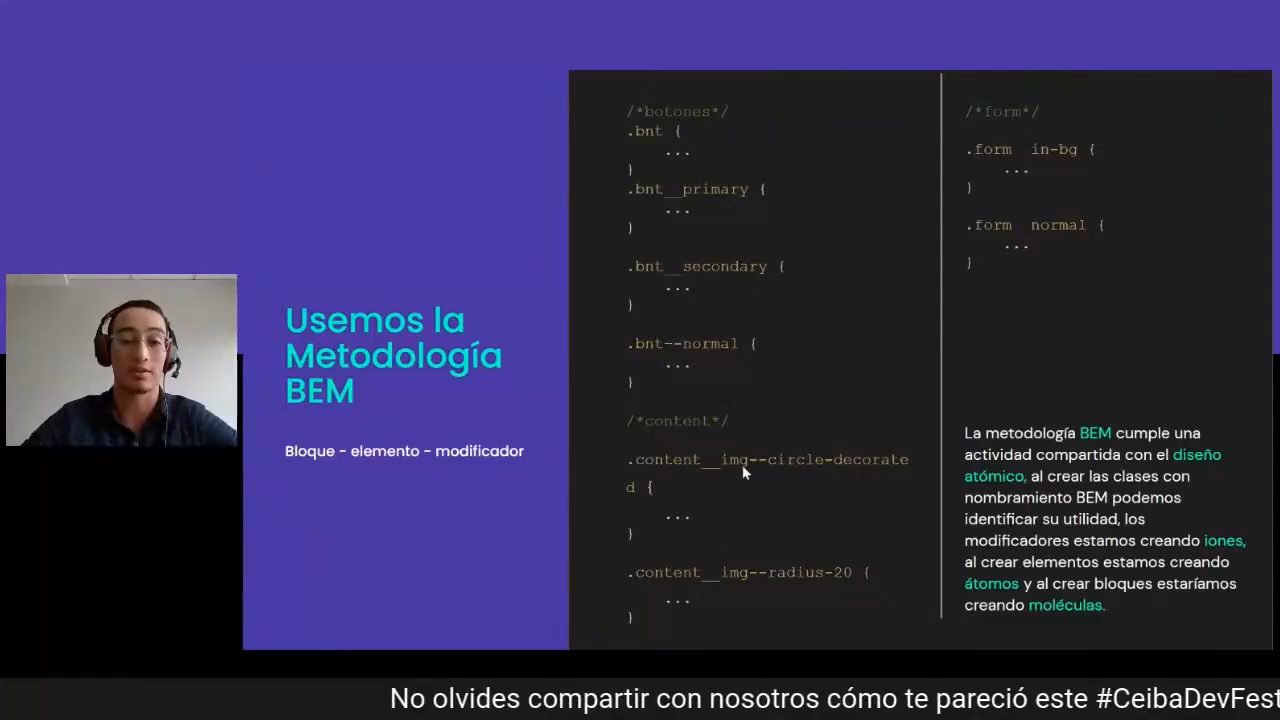 Usemos la
Metodología
BEM
Bloque - elemento - modificador
/*botones*/
.bnt {
...
}
.bnt__primary {
...
}
.bnt__secondary {
...
}
.bnt--normal {
...
}
/*content*/
.content__img--circle-decorate
d {
...
}
.content__img--radius-20 {
...
}
/*form*/
.form  in-bg {
...
}
.form  normal {
...
}
La metodología BEM cumple una
actividad compartida con el diseño
atómico, al crear las clases con
nombramiento BEM podemos
identificar su utilidad, los
modificadores estamos creando iones,
al crear elementos estamos creando
átomos y al crear bloques estaríamos
creando moléculas.
No olvides compartir con nosotros cómo te pareció este #CeibaDevFest